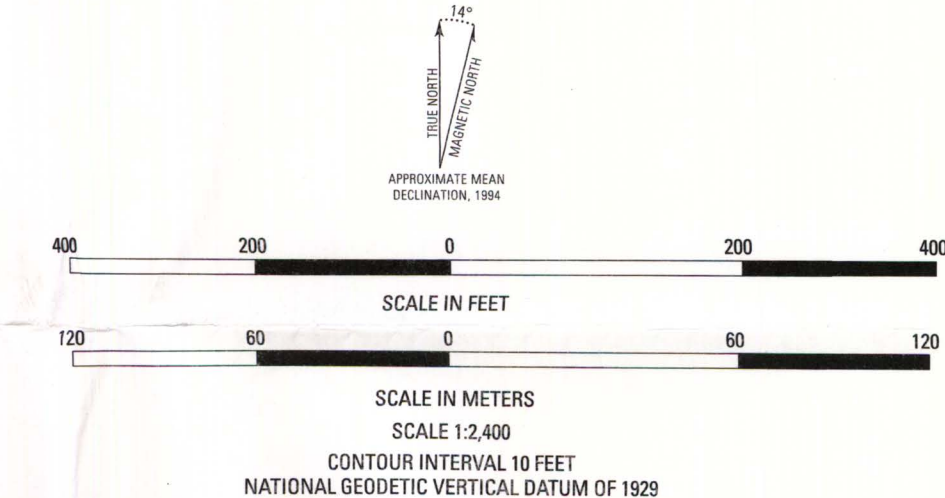 14°
TRUE NORTH
MAGNETIC NORTH
APPROXIMATE MEAN
DECLINATION, 1994
400 200 0 200 400
SCALE IN FEET
120 60 0 60 120
SCALE IN METERS
SCALE 1:2,400
CONTOUR INTERVAL 10 FEET
NATIONAL GEODETIC VERTICAL DATUM OF 1929